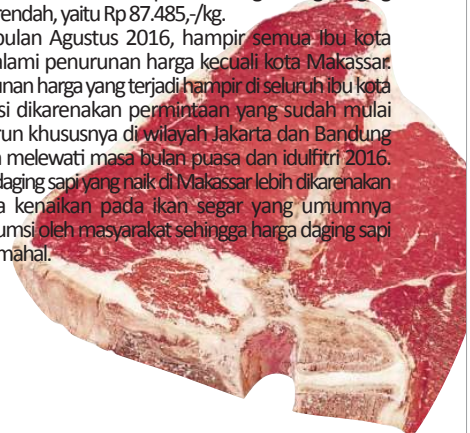 rendah, yaitu Rp 87.485,-/kg.
bulan Agustus 2016, hampir semua Ibu kota
alami penurunan harga kecuali kota Makassar.
unan harga yang terjadi hampir di seluruh ibu kota
si dikarenakan permintaan yang sudah mulai
run khususnya di wilayah Jakarta dan Bandung
melewati masa bulan puasa dan idulfitri 2016.
daging sapi yang naik di Makassar lebih dikarenakan
a kenaikan pada ikan segar yang umumnya
umsi oleh masyarakat sehingga harga daging sapi
mahal.